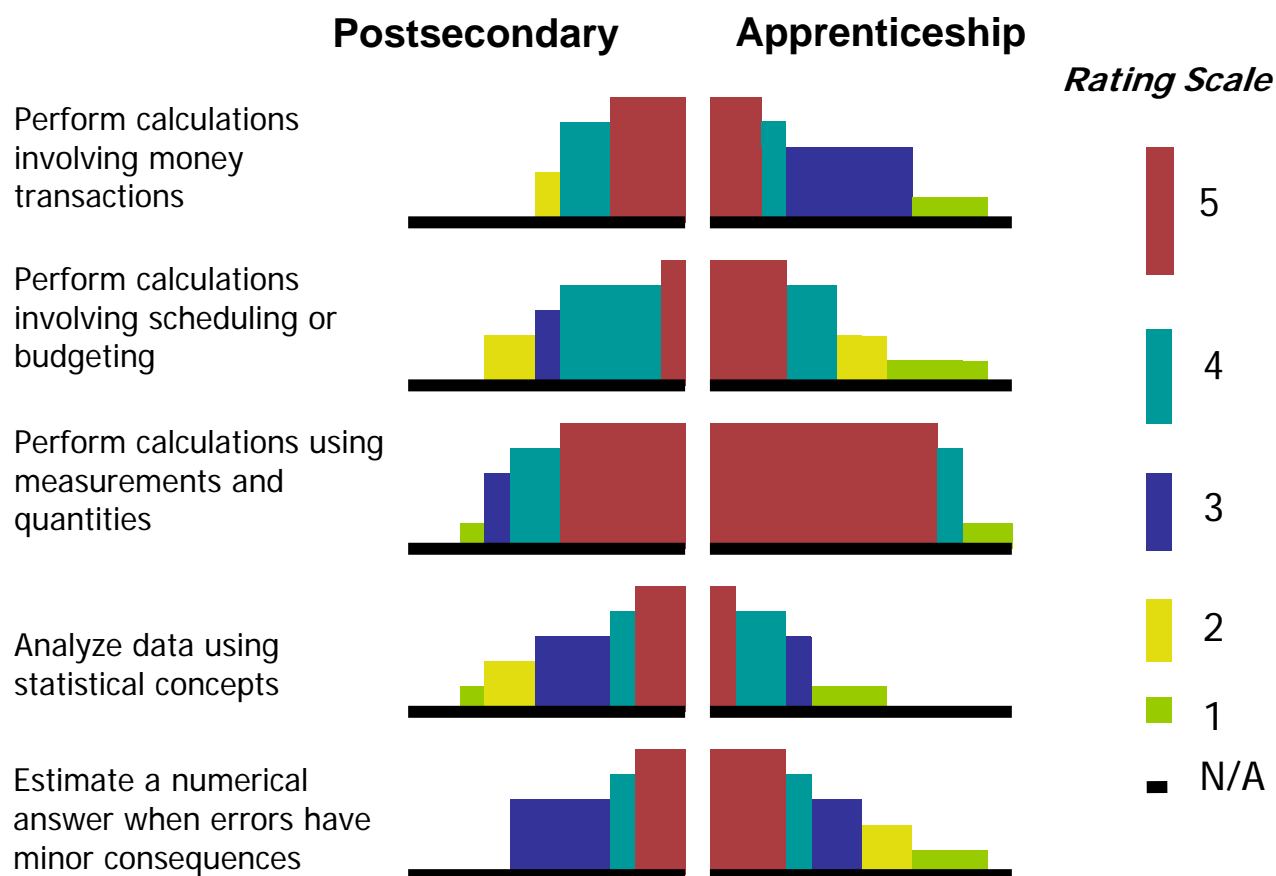 Postsecondary
Apprenticeship
Rating Scale
Perform calculations
involving money
transactions
5
Perform calculations
involving scheduling or
budgeting
4
Perform calculations using
measurements and
quantities
3
Analyze data using
statistical concepts
2
1
Estimate a numerical
answer when errors have
minor consequences
N/A